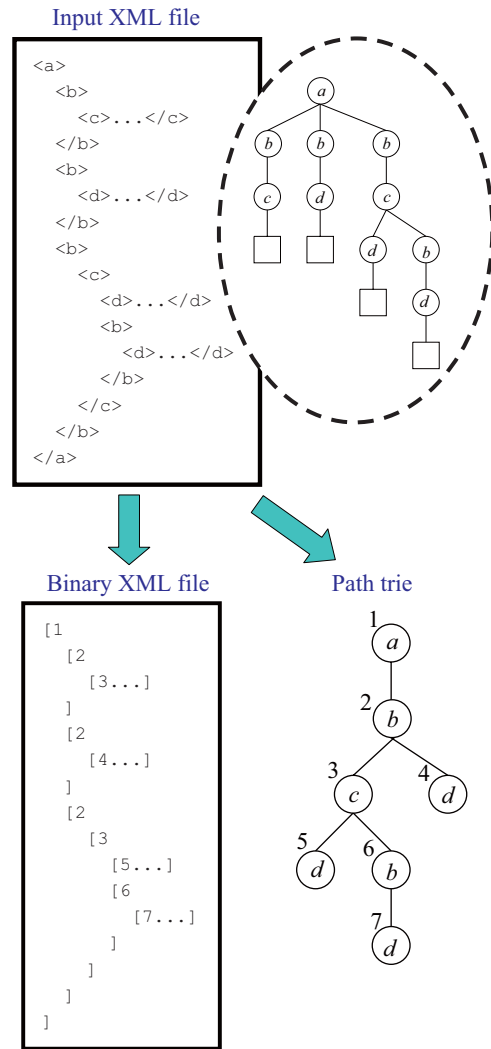 Input XML file
<a>
<b>
<c>...</c>
</b>
<b>
<d>...</d>
</b>
<b>
<c>
<d>...</d>
<b>
<d>...</d>
</b>
</c>
</b>
</a>
a
b b b
c d c
d b
d
Binary XML file
[1
[2
[3...]
]
[2
[4...]
]
[2
[3
[5...]
[6
[7...]
]
]
]
]
Path trie
1
a
2
b
3 4
c d
5 6
d b
7
d